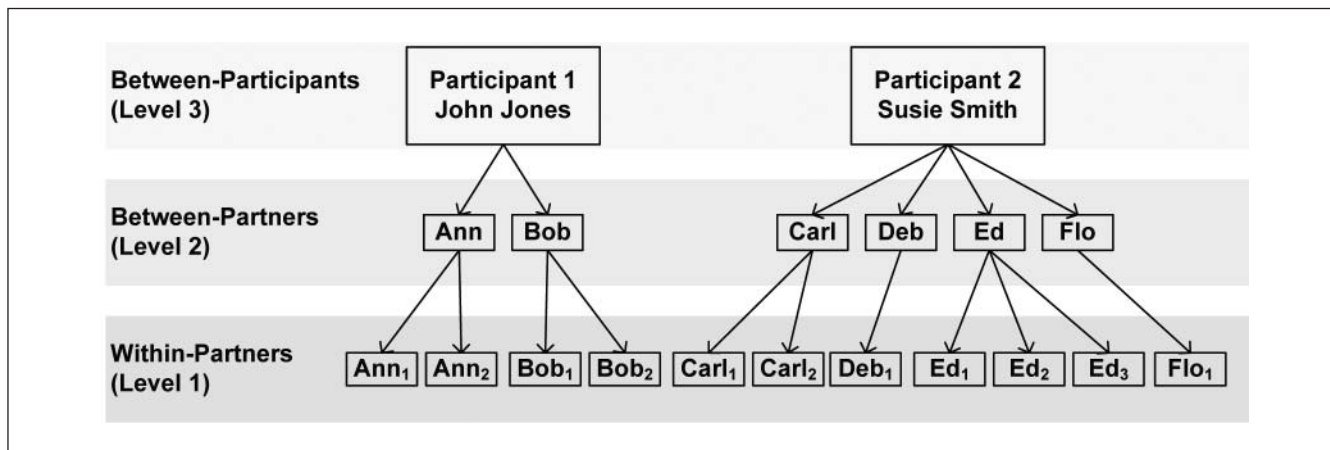 Between-Participants
(Level 3)
Participant 1
John Jones
Participant 2
Susie Smith
Between-Partners
(Level 2)
Ann
Bob
Carl
Deb
Ed
Flo
Within-Partners
(Level 1)
Ann₁
Ann₂
Bob₁
Bob₂
Carl₁
Carl₂
Deb₁
Ed₁
Ed₂
Ed₃
Flo₁